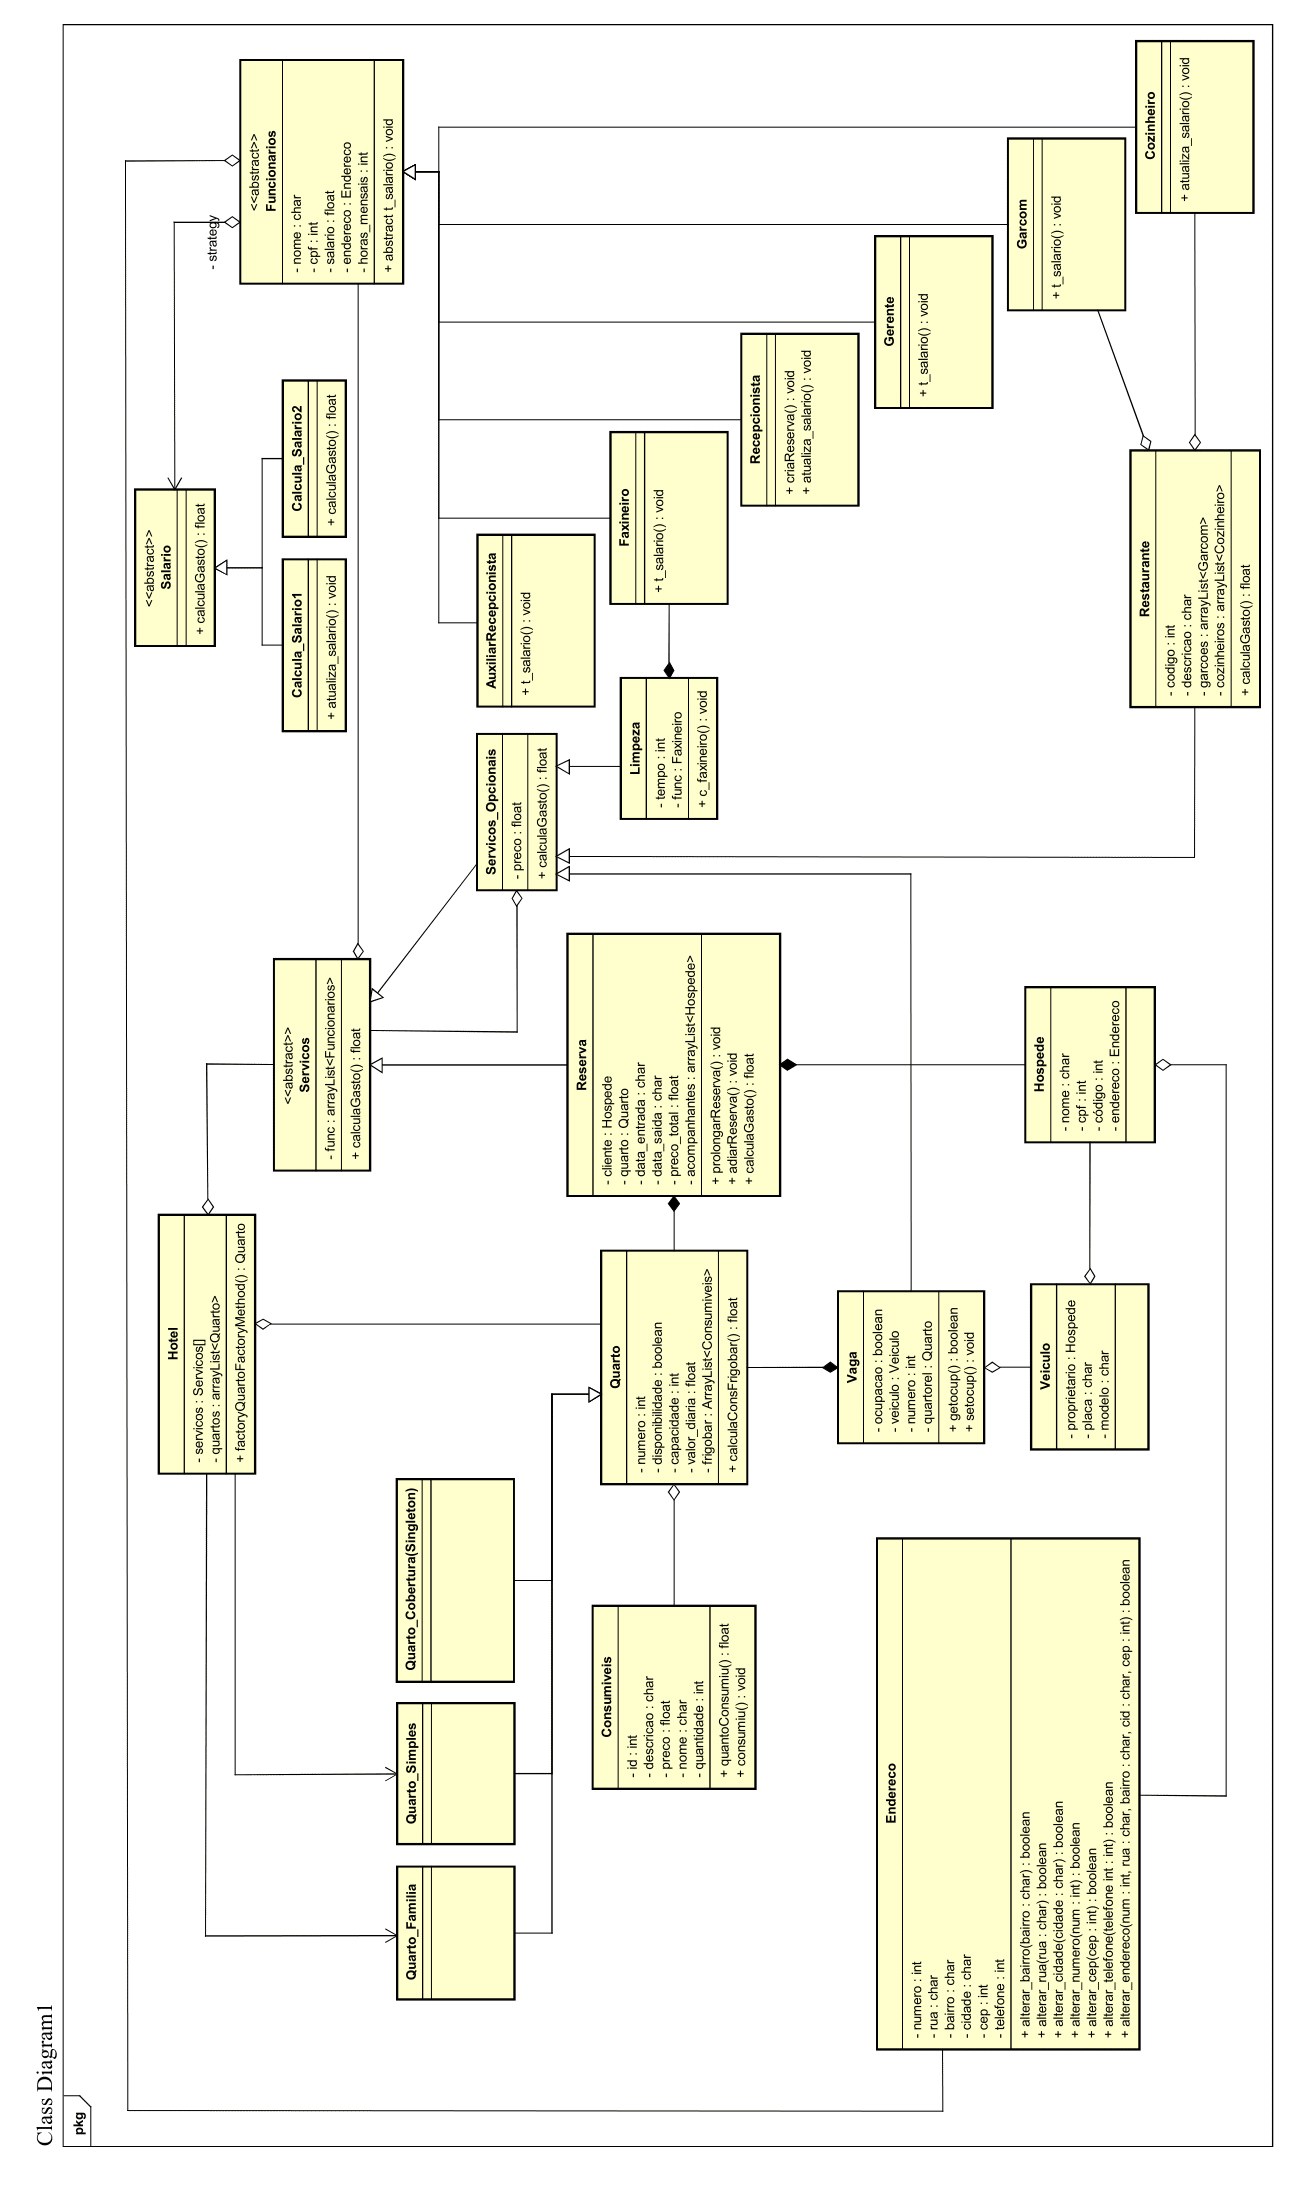 Class Diagram1
pkg
Hotel
- servicos : Servicos[]
- quartos : arrayList<Quarto>
+ factoryQuartoFactoryMethod() : Quarto
<<abstract>>
Salario
+ calculaGasto() : float
- strategy
<<abstract>>
Funcionarios
- nome : char
- cpf : int
- salario : float
- endereco : Endereco
- horas_mensais : int
+ abstract t_salario() : void
<<abstract>>
Servicos
- func : arrayList<Funcionarios>
+ calculaGasto() : float
Calcula_Salario1
+ atualiza_salario() : void
Calcula_Salario2
+ calculaGasto() : float
Quarto_Familia
Quarto_Simples
Quarto_Cobertura(Singleton)
Servicos_Opcionais
- preco : float
+ calculaGasto() : float
AuxiliarRecepcionista
+ t_salario() : void
Consumiveis
- id : int
- descricao : char
- preco : float
- nome : char
- quantidade : int
+ quantoConsumiu() : float
+ consumiu() : void
Quarto
- numero : int
- disponibilidade : boolean
- capacidade : int
- valor_diaria : float
- frigobar : ArrayList<Consumiveis>
+ calculaConsFrigobar() : float
Reserva
- cliente : Hospede
- quarto : Quarto
- data_entrada : char
- data_saida : char
- preco_total : float
- acompanhantes : arrayList<Hospede>
+ prolongarReserva() : void
+ adiarReserva() : void
+ calculaGasto() : float
Limpeza
- tempo : int
- func : Faxineiro
+ c_faxineiro() : void
Faxineiro
+ t_salario() : void
Recepcionista
+ criaReserva() : void
+ atualiza_salario() : void
Gerente
+ t_salario() : void
Garcom
+ t_salario() : void
Cozinheiro
+ atualiza_salario() : void
Endereco
- numero : int
- rua : char
- bairro : char
- cidade : char
- cep : int
- telefone : int
+ alterar_bairro(bairro : char) : boolean
+ alterar_rua(rua : char) : boolean
+ alterar_cidade(cidade : char) : boolean
+ alterar_numero(num : int) : boolean
+ alterar_cep(cep : int) : boolean
+ alterar_telefone(telefone int : int) : boolean
+ alterar_endereco(num : int, rua : char, bairro : char, cid : char, cep : int) : boolean
Vaga
- ocupacao : boolean
- veiculo : Veiculo
- numero : int
- quartorel : Quarto
+ getocup() : boolean
+ setocup() : void
Veiculo
- proprietario : Hospede
- placa : char
- modelo : char
Hospede
- nome : char
- cpf : int
- código : int
- endereco : Endereco
Restaurante
- codigo : int
- descricao : char
- garcoes : arrayList<Garcom>
- cozinheiros : arrayList<Cozinheiro>
+ calculaGasto() : float